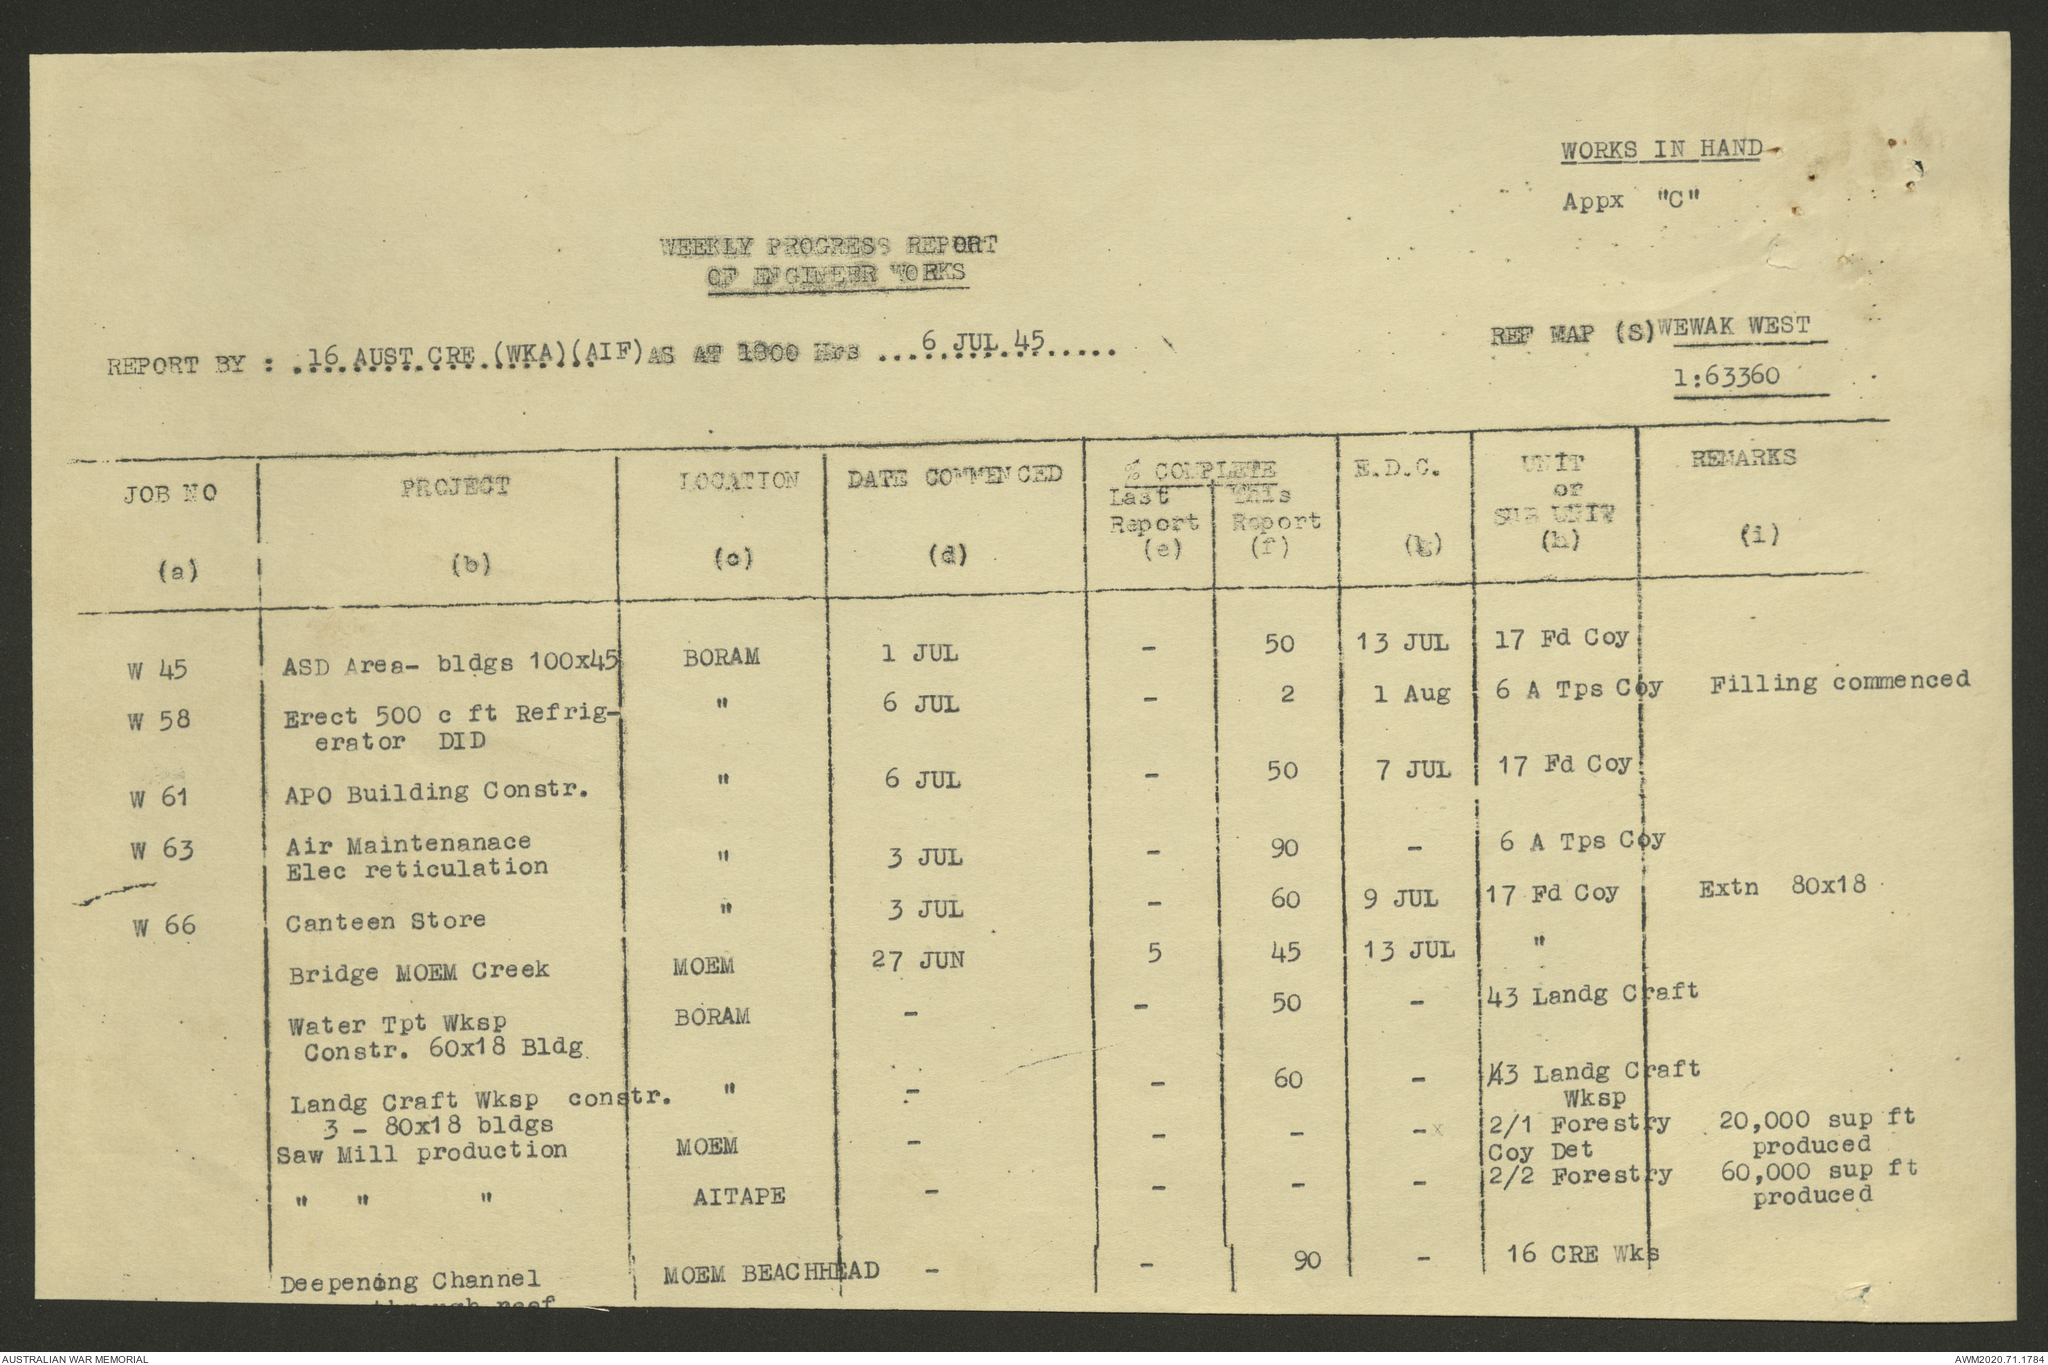 WORKS IN HAND
Appx "C"
WEEKLY PROGRESS REPORT
OF ENGINEER WORKS
REPORT BY : 16 AUST CRE (WKA)(AIF) AS AT 1800 Hrs ... 6 JUL 45 ...... REF MAP (S) WEWAK WEST
1:63360
JOB NO PROJECT LOCATION DATE COMMENCED % COMPLETE E.D.C. UNIT REMARKS
Last This or
Report Report SUB UNIT
(a) (b) (c) (d) (e) (f) (g) (h) (i)
W 45 ASD Area- bldgs 100x45 BORAM 1 JUL - 50 13 JUL 17 Fd Coy
W 58 Erect 500 c ft Refrig- " 6 JUL - 2 1 Aug 6 A Tps Coy Filling commenced
erator DID
W 61 APO Building Constr. " 6 JUL - 50 7 JUL 17 Fd Coy
W 63 Air Maintenanace " 3 JUL - 90 - 6 A Tps Coy
Elec reticulation
W 66 Canteen Store " 3 JUL - 60 9 JUL 17 Fd Coy Extn 80x18
Bridge MOEM Creek MOEM 27 JUN 5 45 13 JUL "
Water Tpt Wksp BORAM - - 50 - 43 Landg Craft
Constr. 60x18 Bldg
Landg Craft Wksp constr. " - - 60 - 43 Landg Craft
3 - 80x18 bldgs Wksp
Saw Mill production MOEM - - - - 2/1 Forestry 20,000 sup ft
Coy Det produced
" " " AITAPE - - - - 2/2 Forestry 60,000 sup ft
produced
Deepening Channel MOEM BEACHHEAD - - 90 - 16 CRE Wks
through reef
AUSTRALIAN WAR MEMORIAL AWM2020.71.1784